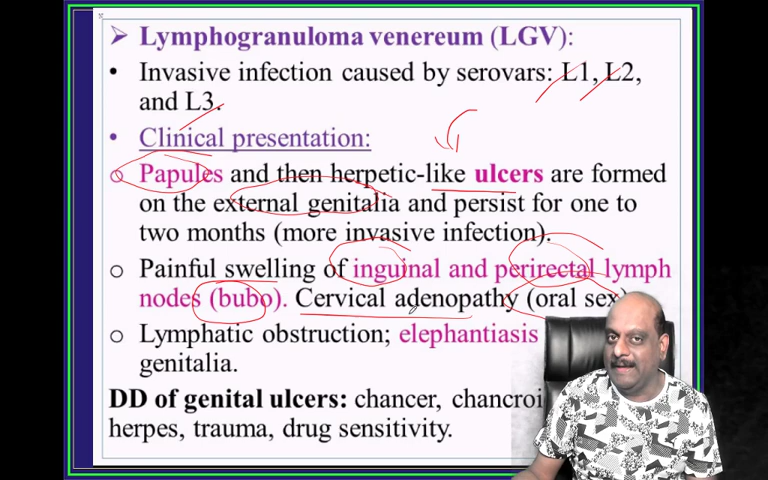 ➤ Lymphogranuloma venereum (LGV):
• Invasive infection caused by serovars: L1, L2,
and L3.
• Clinical presentation:
o Papules and then herpetic-like ulcers are formed
on the external genitalia and persist for one to
two months (more invasive infection).
o Painful swelling of inguinal and perirectal lymph
nodes (bubo). Cervical adenopathy (oral sex)
o Lymphatic obstruction; elephantiasis
genitalia.
DD of genital ulcers: chancer, chancroi
herpes, trauma, drug sensitivity.